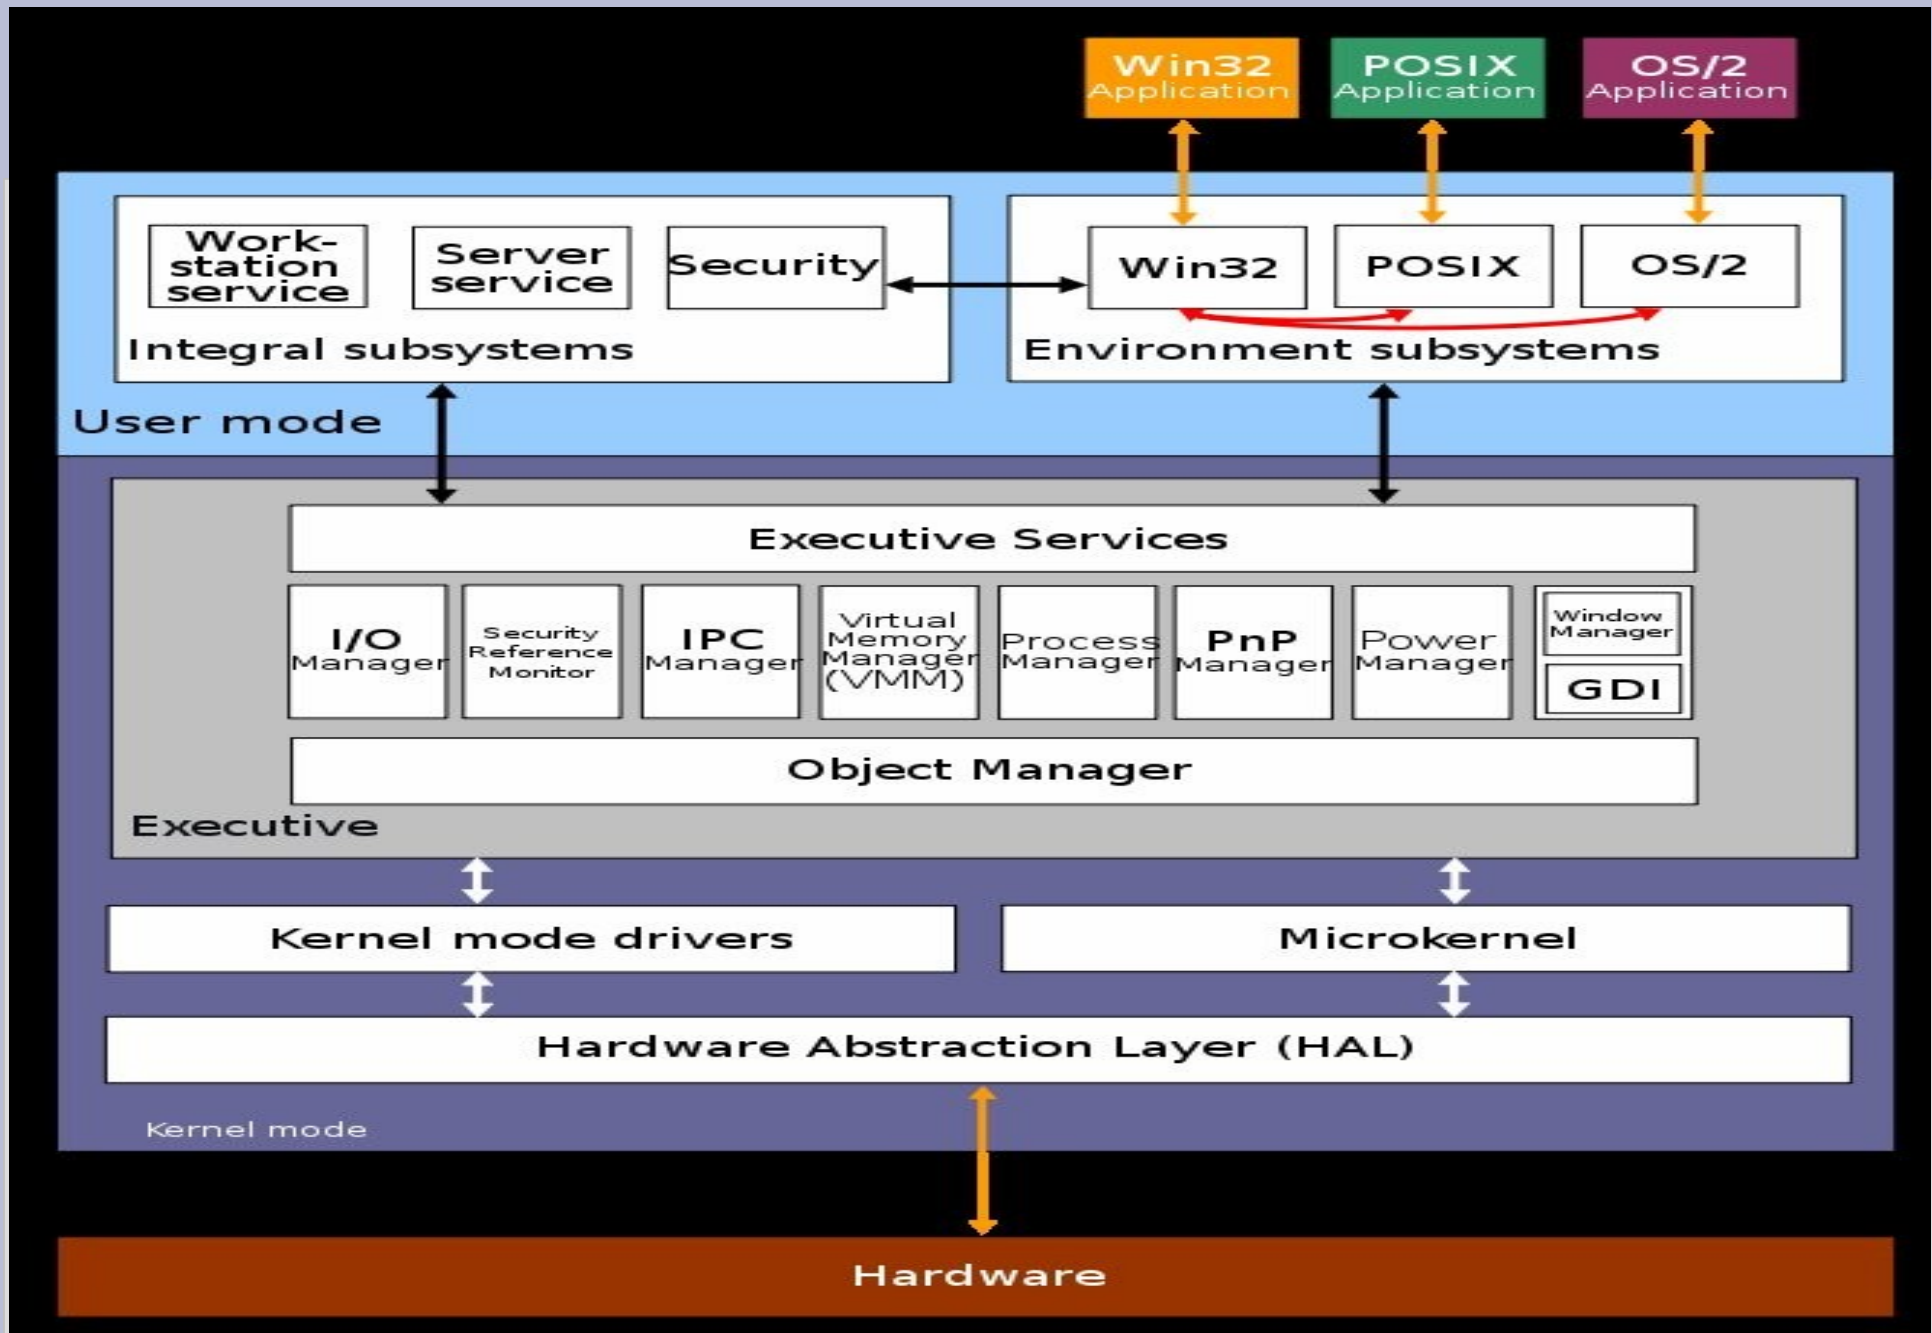 Win32
Application
POSIX
Application
OS/2
Application
Work-
station
service
Server
service
Security
Win32
POSIX
OS/2
Integral subsystems
Environment subsystems
User mode
Executive Services
I/O
Manager
Security
Reference
Monitor
IPC
Manager
Virtual
Memory
Manager
(VMM)
Process
Manager
PnP
Manager
Power
Manager
Window
Manager
GDI
Object Manager
Executive
Kernel mode drivers
Microkernel
Hardware Abstraction Layer (HAL)
Kernel mode
Hardware